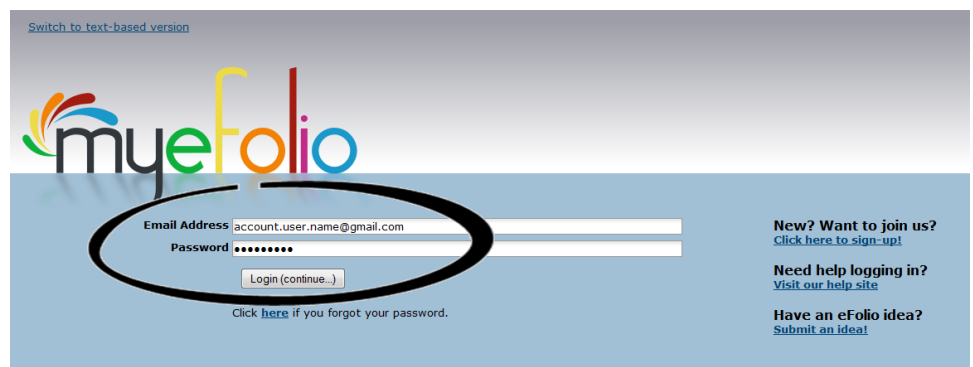 Switch to text-based version
myefolio
Email Address account.user.name@gmail.com
Password •••••••••
Login (continue...)
Click here if you forgot your password.
New? Want to join us?
Click here to sign-up!
Need help logging in?
Visit our help site
Have an eFolio idea?
Submit an idea!